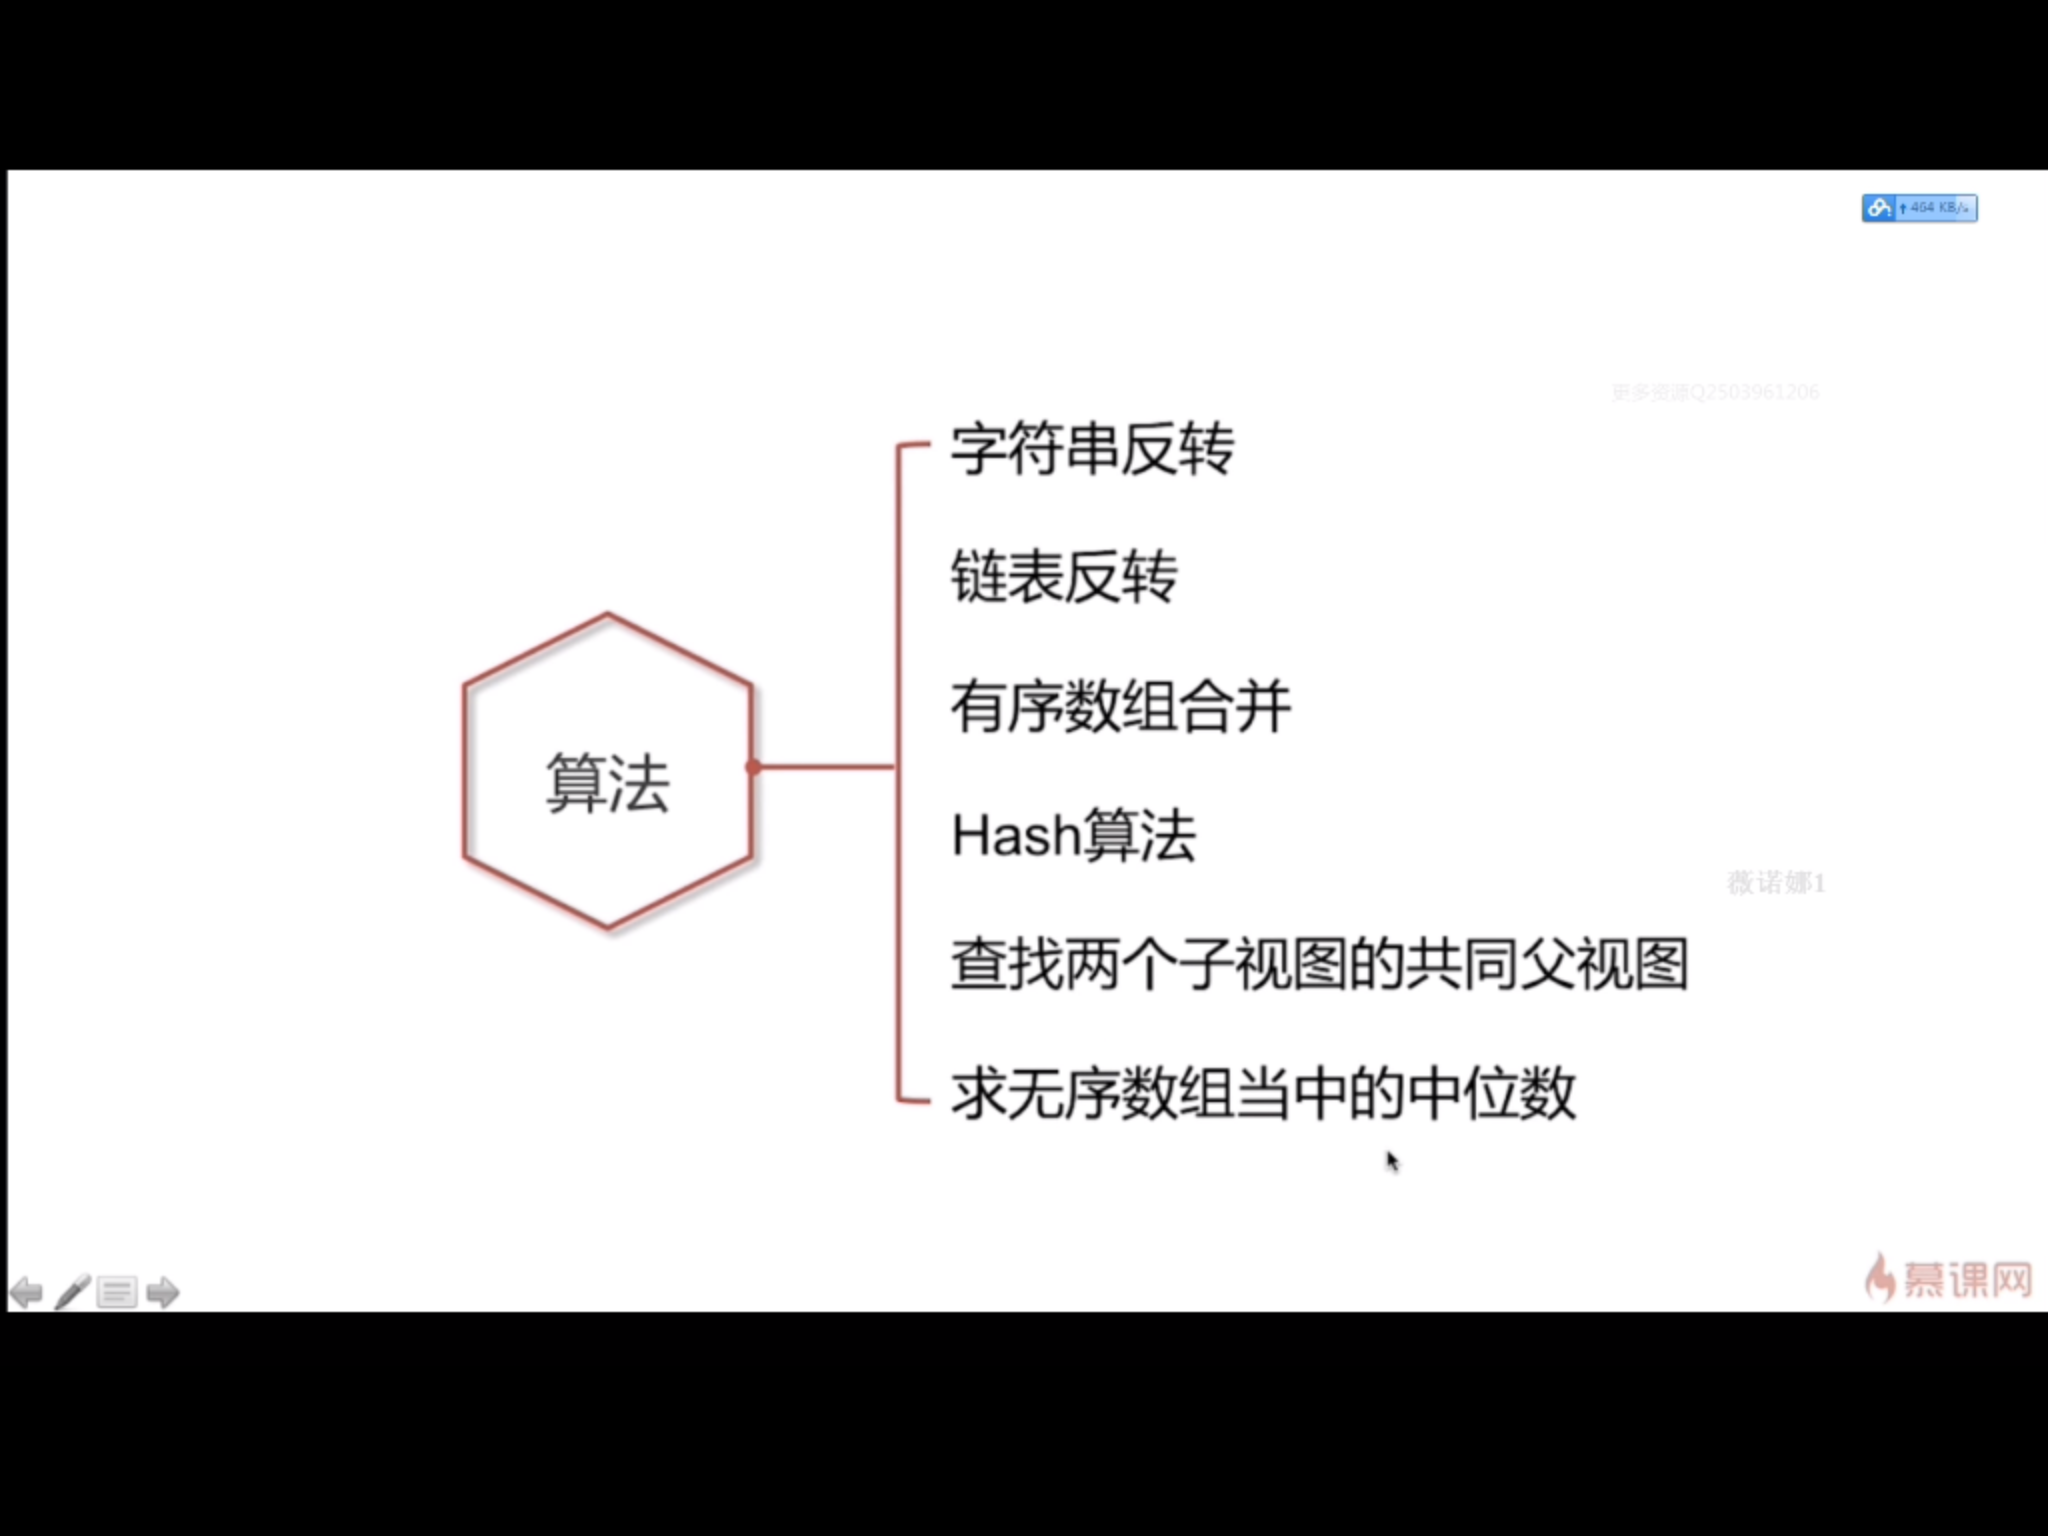 ↑ 464 KB/s
更多资源Q2503961206
字符串反转
链表反转
有序数组合并
算法
Hash算法
薇诺娜1
查找两个子视图的共同父视图
求无序数组当中的中位数
慕课网